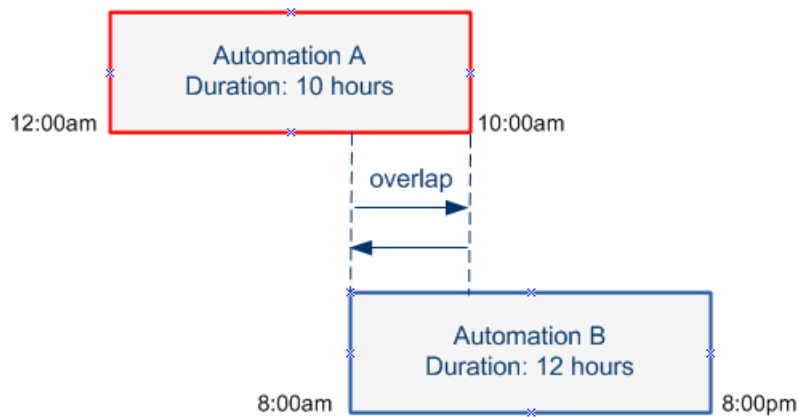 Automation A
Duration: 10 hours
12:00am
10:00am
overlap
Automation B
Duration: 12 hours
8:00am
8:00pm